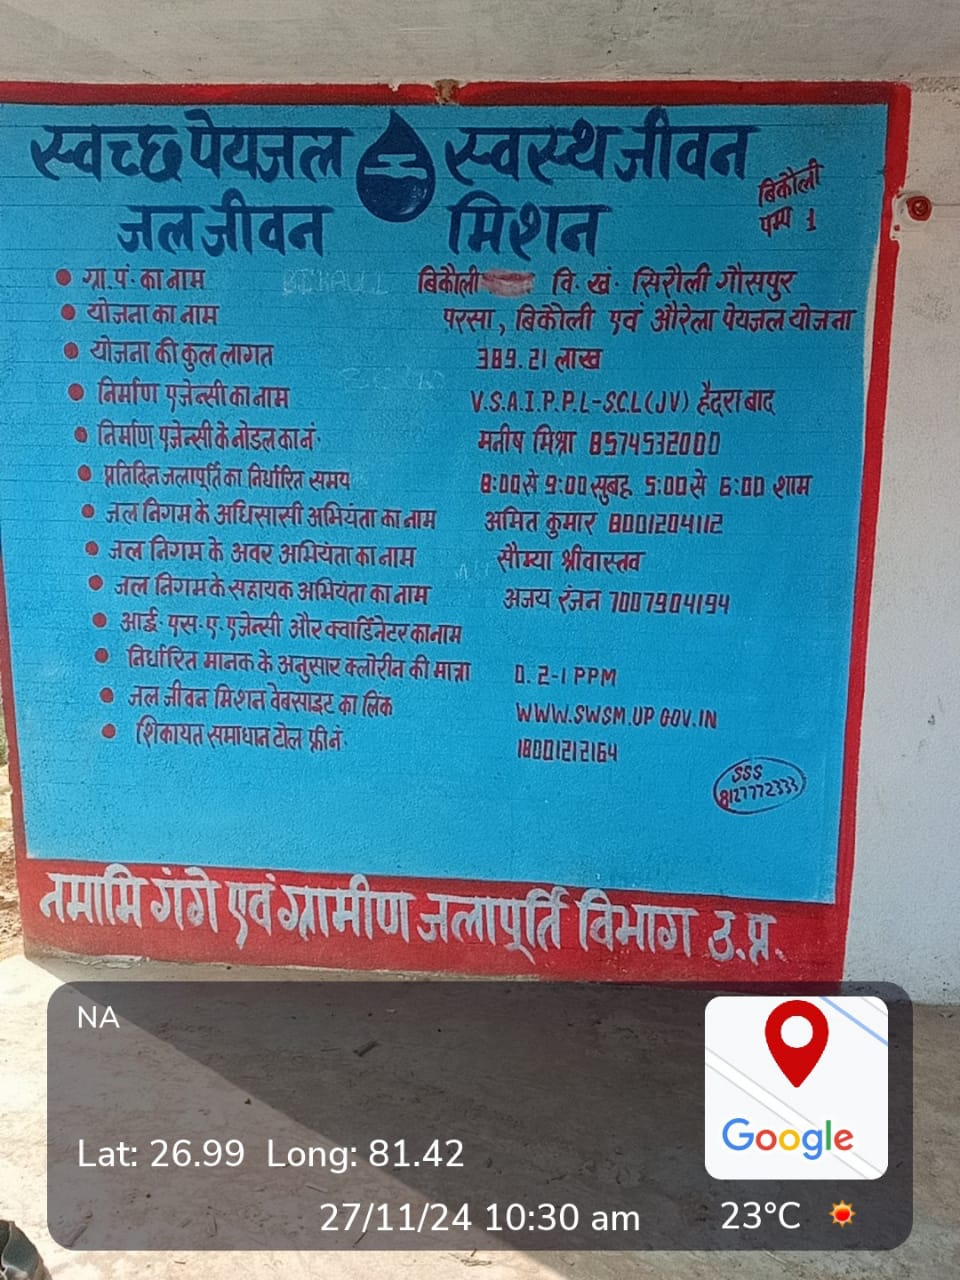 स्वच्छ पेयजल स्वस्थ जीवन
जल जीवन मिशन
बिकौली
पम्प 1
• ग्रा.पं. का नाम बिकौली वि. खं. सिरौली गौसपुर
• योजना का नाम परसा, बिकौली एवं औरेला पेयजल योजना
• योजना की कुल लागत 389.21 लाख
• निर्माण एजेन्सी का नाम V.S.A.I.P.P.L-S.C.L(JV) हैदराबाद
• निर्माण एजेन्सी के नोडल का नं. मनीष मिश्रा 8574532000
• प्रतिदिन जलापूर्ति का निर्धारित समय 8:00 से 9:00 सुबह 5:00 से 6:00 शाम
• जल निगम के अधिसासी अभियंता का नाम अमित कुमार 8001204112
• जल निगम के अवर अभियंता का नाम सौम्या श्रीवास्तव
• जल निगम के सहायक अभियंता का नाम अजय रंजन 7007904194
• आई. एस. ए. एजेन्सी और क्वार्डिनेटर का नाम
• निर्धारित मानक के अनुसार क्लोरीन की मात्रा 0.2-1 PPM
• जल जीवन मिशन वेबसाइट का लिंक WWW.SWSM.UP GOV.IN
• शिकायत समाधान टोल फ्री नं. 18001212164
SSS
8127772333
नमामि गंगे एवं ग्रामीण जलापूर्ति विभाग उ.प्र.
NA
Lat: 26.99 Long: 81.42
27/11/24 10:30 am 23°C
Google